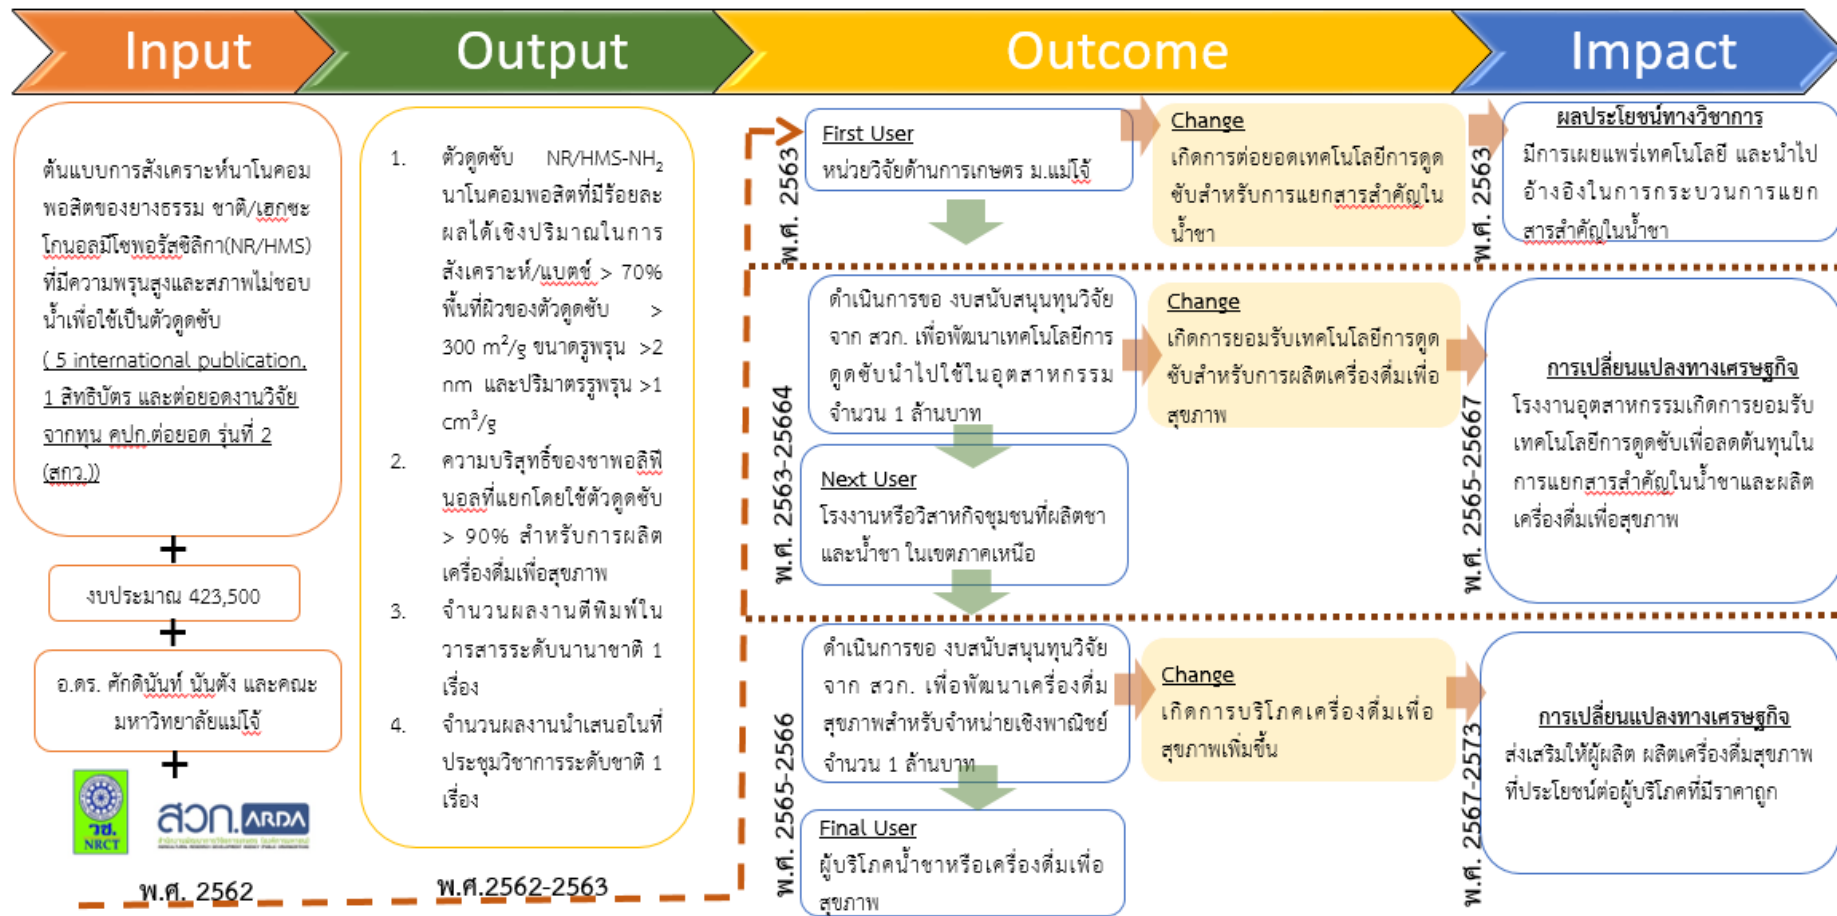 Input
Output
Outcome
Impact
ต้นแบบการสังเคราะห์นาโนคอม
พอสิตของยางธรรม ชาติ/เฮกซะ
โกนอลมีโซพอรัสซิลิกา(NR/HMS)
ที่มีความพรุนสูงและสภาพไม่ชอบ
น้ำเพื่อใช้เป็นตัวดูดซับ
( 5 international publication,
1 สิทธิบัตร และต่อยอดงานวิจัย
จากทุน คปก.ต่อยอด รุ่นที่ 2
(สกว.))
+
งบประมาณ 423,500
+
อ.ดร. ศักดินันท์ นันตัง และคณะ
มหาวิทยาลัยแม่โจ้
+
วช.
NRCT
สวก. ARDA
พ.ศ. 2562
1. ตัวดูดซับ NR/HMS-NH₂
นาโนคอมพอสิตที่มีร้อยละ
ผลได้เชิงปริมาณในการ
สังเคราะห์/แบตช์ > 70%
พื้นที่ผิวของตัวดูดซับ >
300 m²/g ขนาดรูพรุน >2
nm และปริมาตรรูพรุน >1
cm³/g
2. ความบริสุทธิ์ของชาพอลิฟี
นอลที่แยกโดยใช้ตัวดูดซับ
> 90% สำหรับการผลิต
เครื่องดื่มเพื่อสุขภาพ
3. จำนวนผลงานตีพิมพ์ใน
วารสารระดับนานาชาติ 1
เรื่อง
4. จำนวนผลงานนำเสนอในที่
ประชุมวิชาการระดับชาติ 1
เรื่อง
พ.ศ.2562-2563
พ.ศ. 2563
First User
หน่วยวิจัยด้านการเกษตร ม.แม่โจ้
Change
เกิดการต่อยอดเทคโนโลยีการดูด
ซับสำหรับการแยกสารสำคัญใน
น้ำชา
พ.ศ. 2563
ผลประโยชน์ทางวิชาการ
มีการเผยแพร่เทคโนโลยี และนำไป
อ้างอิงในการกระบวนการแยก
สารสำคัญในน้ำชา
พ.ศ. 2563-25664
ดำเนินการขอ งบสนับสนุนทุนวิจัย
จาก สวก. เพื่อพัฒนาเทคโนโลยีการ
ดูดซับนำไปใช้ในอุตสาหกรรม
จำนวน 1 ล้านบาท
Change
เกิดการยอมรับเทคโนโลยีการดูด
ซับสำหรับการผลิตเครื่องดื่มเพื่อ
สุขภาพ
Next User
โรงงานหรือวิสาหกิจชุมชนที่ผลิตชา
และน้ำชา ในเขตภาคเหนือ
พ.ศ. 2565-25667
การเปลี่ยนแปลงทางเศรษฐกิจ
โรงงานอุตสาหกรรมเกิดการยอมรับ
เทคโนโลยีการดูดซับเพื่อลดต้นทุนใน
การแยกสารสำคัญในน้ำชาและผลิต
เครื่องดื่มเพื่อสุขภาพ
พ.ศ. 2565-2566
ดำเนินการขอ งบสนับสนุนทุนวิจัย
จาก สวก. เพื่อพัฒนาเครื่องดื่ม
สุขภาพสำหรับจำหน่ายเชิงพาณิชย์
จำนวน 1 ล้านบาท
Change
เกิดการบริโภคเครื่องดื่มเพื่อ
สุขภาพเพิ่มขึ้น
Final User
ผู้บริโภคน้ำชาหรือเครื่องดื่มเพื่อ
สุขภาพ
พ.ศ. 2567-2573
การเปลี่ยนแปลงทางเศรษฐกิจ
ส่งเสริมให้ผู้ผลิต ผลิตเครื่องดื่มสุขภาพ
ที่ประโยชน์ต่อผู้บริโภคที่มีราคาถูก